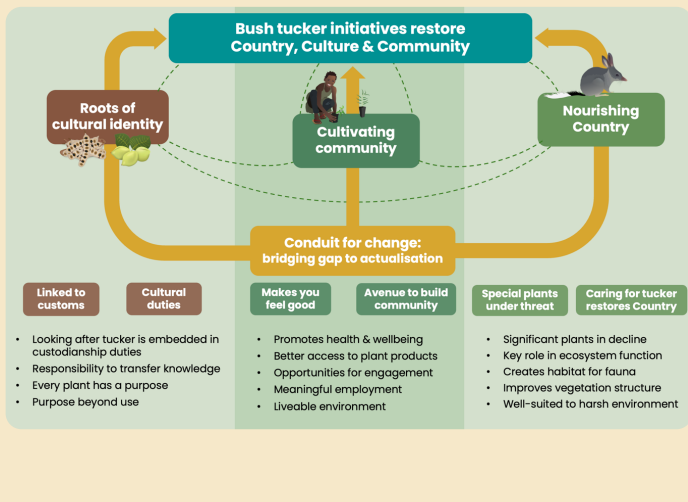 Bush tucker initiatives restore
Country, Culture & Community
Roots of
cultural identity
Cultivating
community
Nourishing
Country
Conduit for change:
bridging gap to actualisation
Linked to
customs
Cultural
duties
Makes you
feel good
Avenue to build
community
Special plants
under threat
Caring for tucker
restores Country
• Looking after tucker is embedded in
custodianship duties
• Responsibility to transfer knowledge
• Every plant has a purpose
• Purpose beyond use
• Promotes health & wellbeing
• Better access to plant products
• Opportunities for engagement
• Meaningful employment
• Liveable environment
• Significant plants in decline
• Key role in ecosystem function
• Creates habitat for fauna
• Improves vegetation structure
• Well-suited to harsh environment